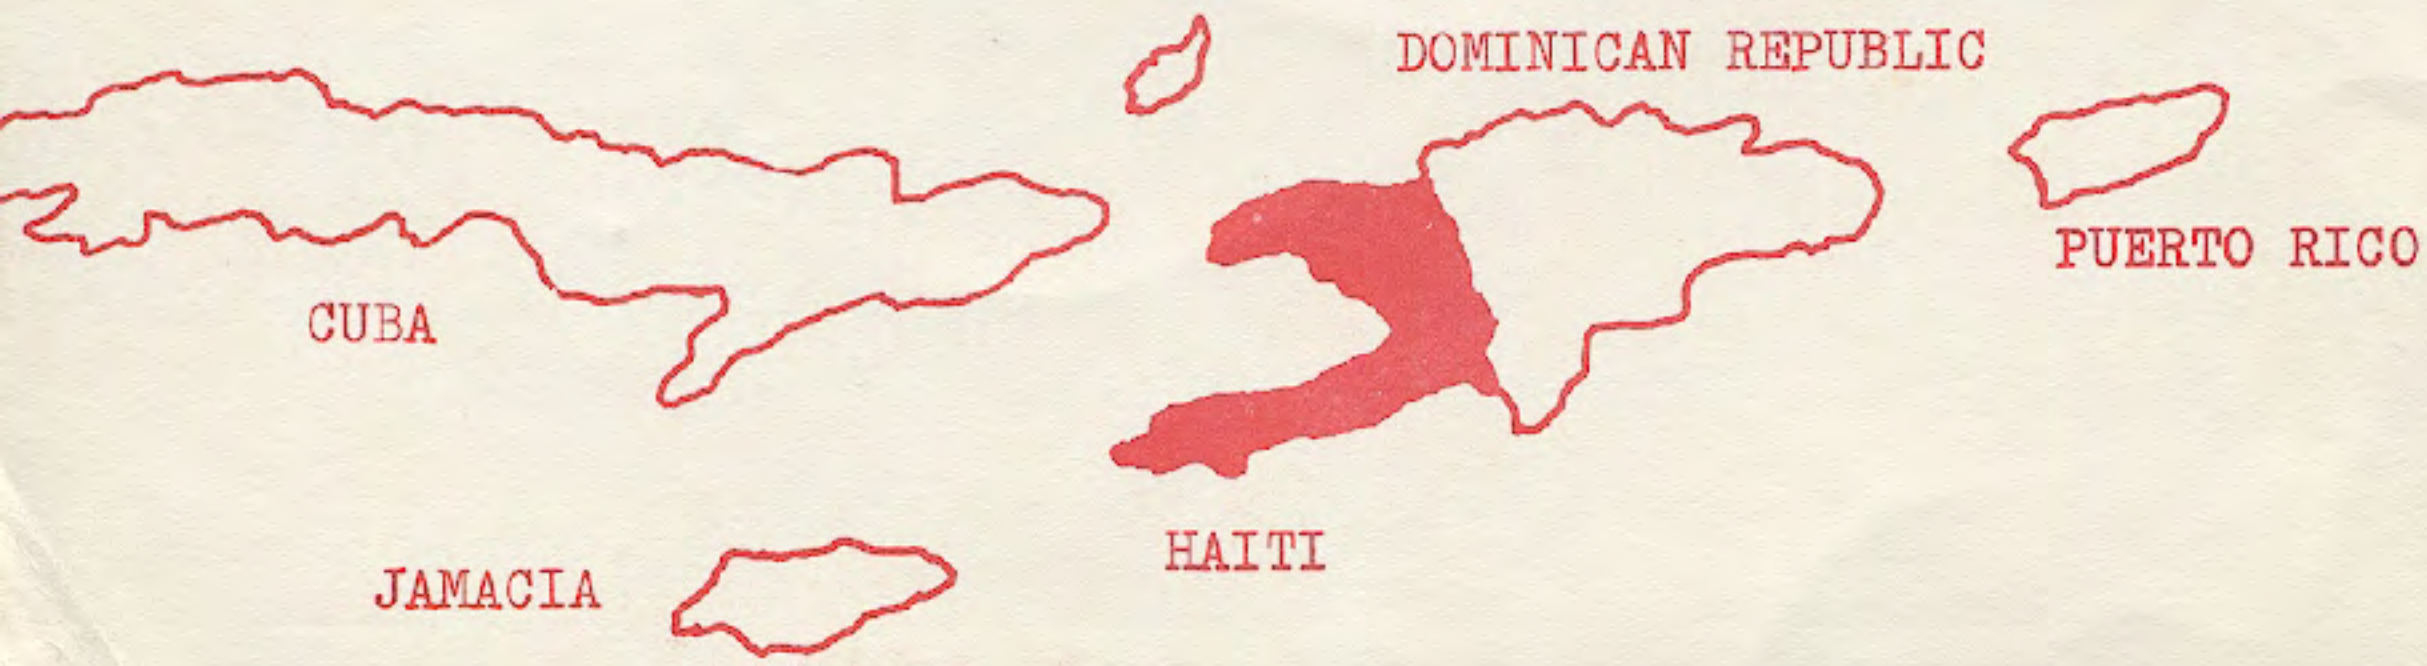 DOMINICAN REPUBLIC
PUERTO RICO
CUBA
HAITI
JAMACIA